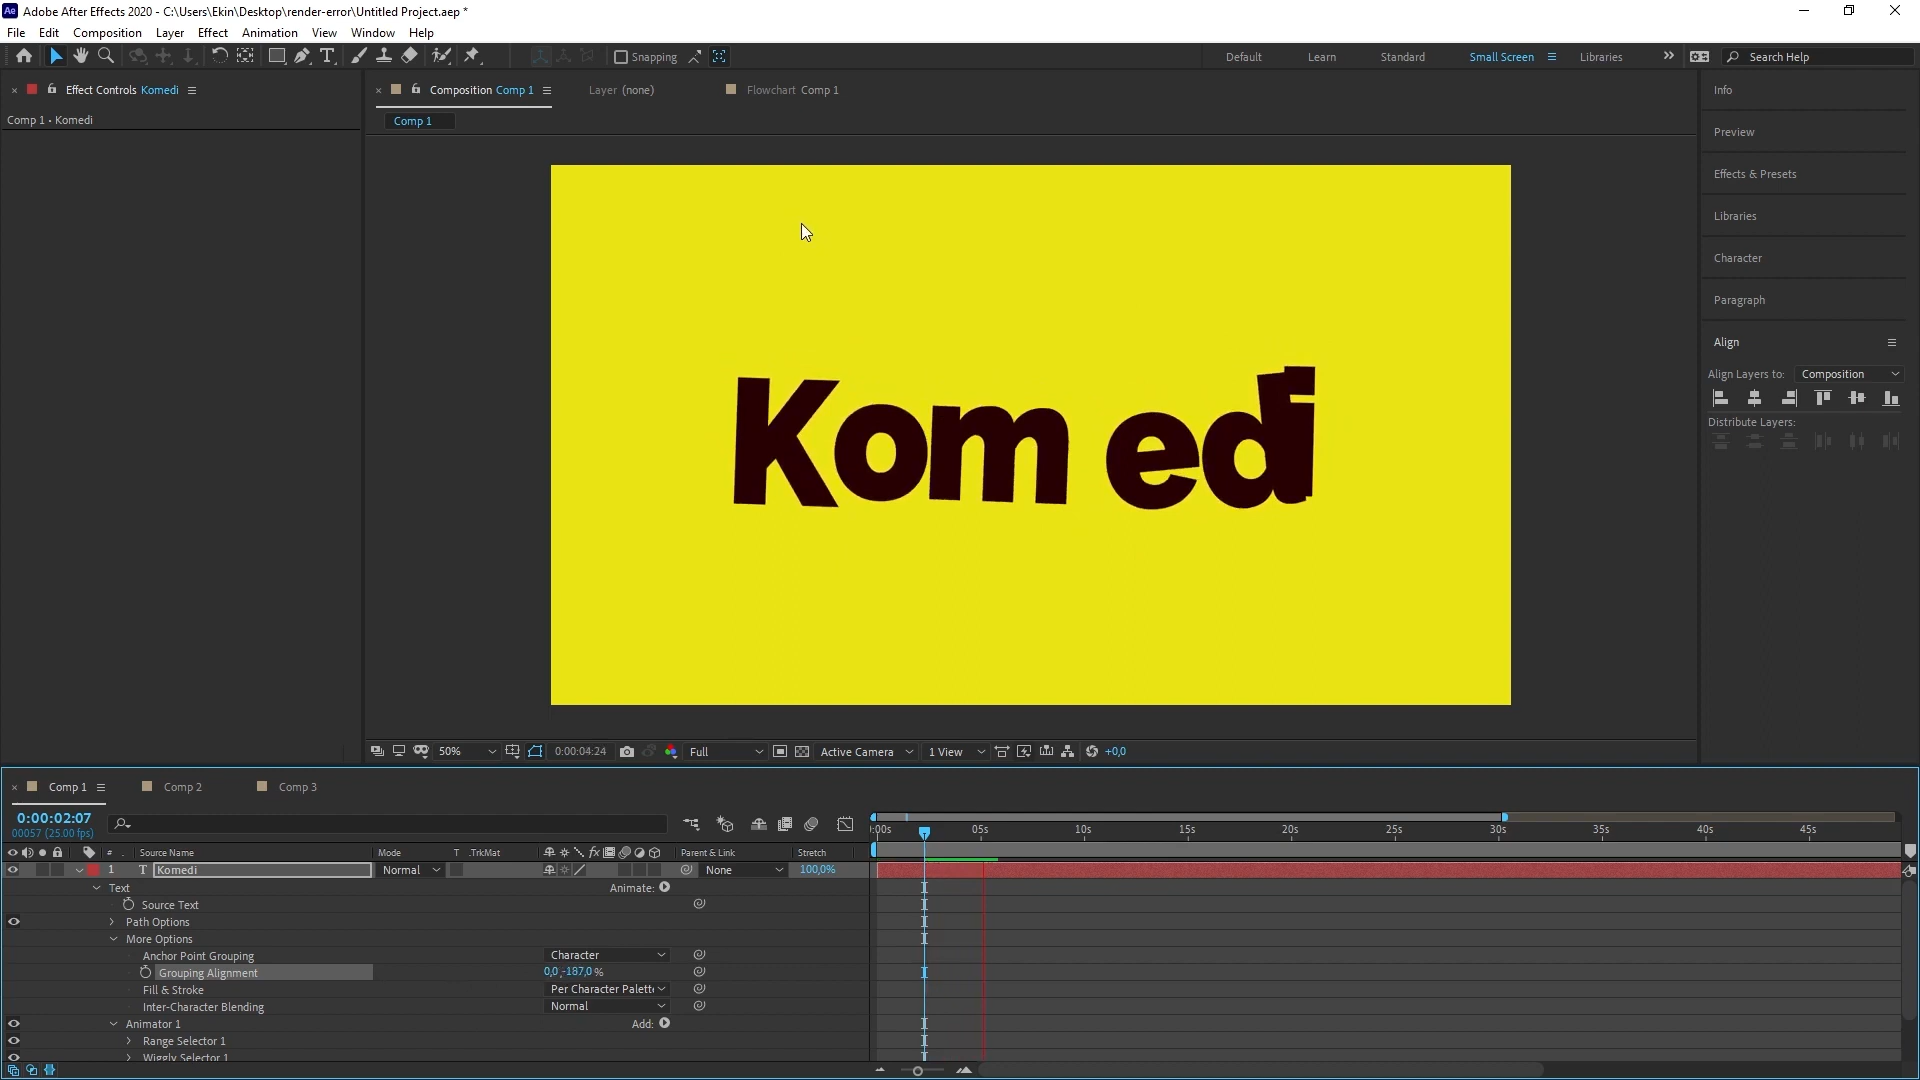 Ae Adobe After Effects 2020 - C:\Users\Ekin\Desktop\render-error\Untitled Project.aep *
File Edit Composition Layer Effect Animation View Window Help
Snapping Default Learn Standard Small Screen Libraries Search Help
Effect Controls Komedi
Composition Comp 1 Layer (none) Flowchart Comp 1
Comp 1 • Komedi
Comp 1
Info
Preview
Effects & Presets
Libraries
Character
Paragraph
Align
Align Layers to: Composition
Distribute Layers:
Komedi
50% 0:00:04:24 Full Active Camera 1 View +0,0
Comp 1 Comp 2 Comp 3
0:00:02:07
00057 (25.00 fps)
:00s 05s 10s 15s 20s 25s 30s 35s 40s 45s
# . Source Name Mode T .TrkMat fx Parent & Link Stretch
1 T Komedi Normal None 100,0%
Text Animate:
Source Text
Path Options
More Options
Anchor Point Grouping Character
Grouping Alignment 0,0,-187,0%
Fill & Stroke Per Character Palette
Inter-Character Blending Normal
Animator 1 Add:
Range Selector 1
Wiggly Selector 1